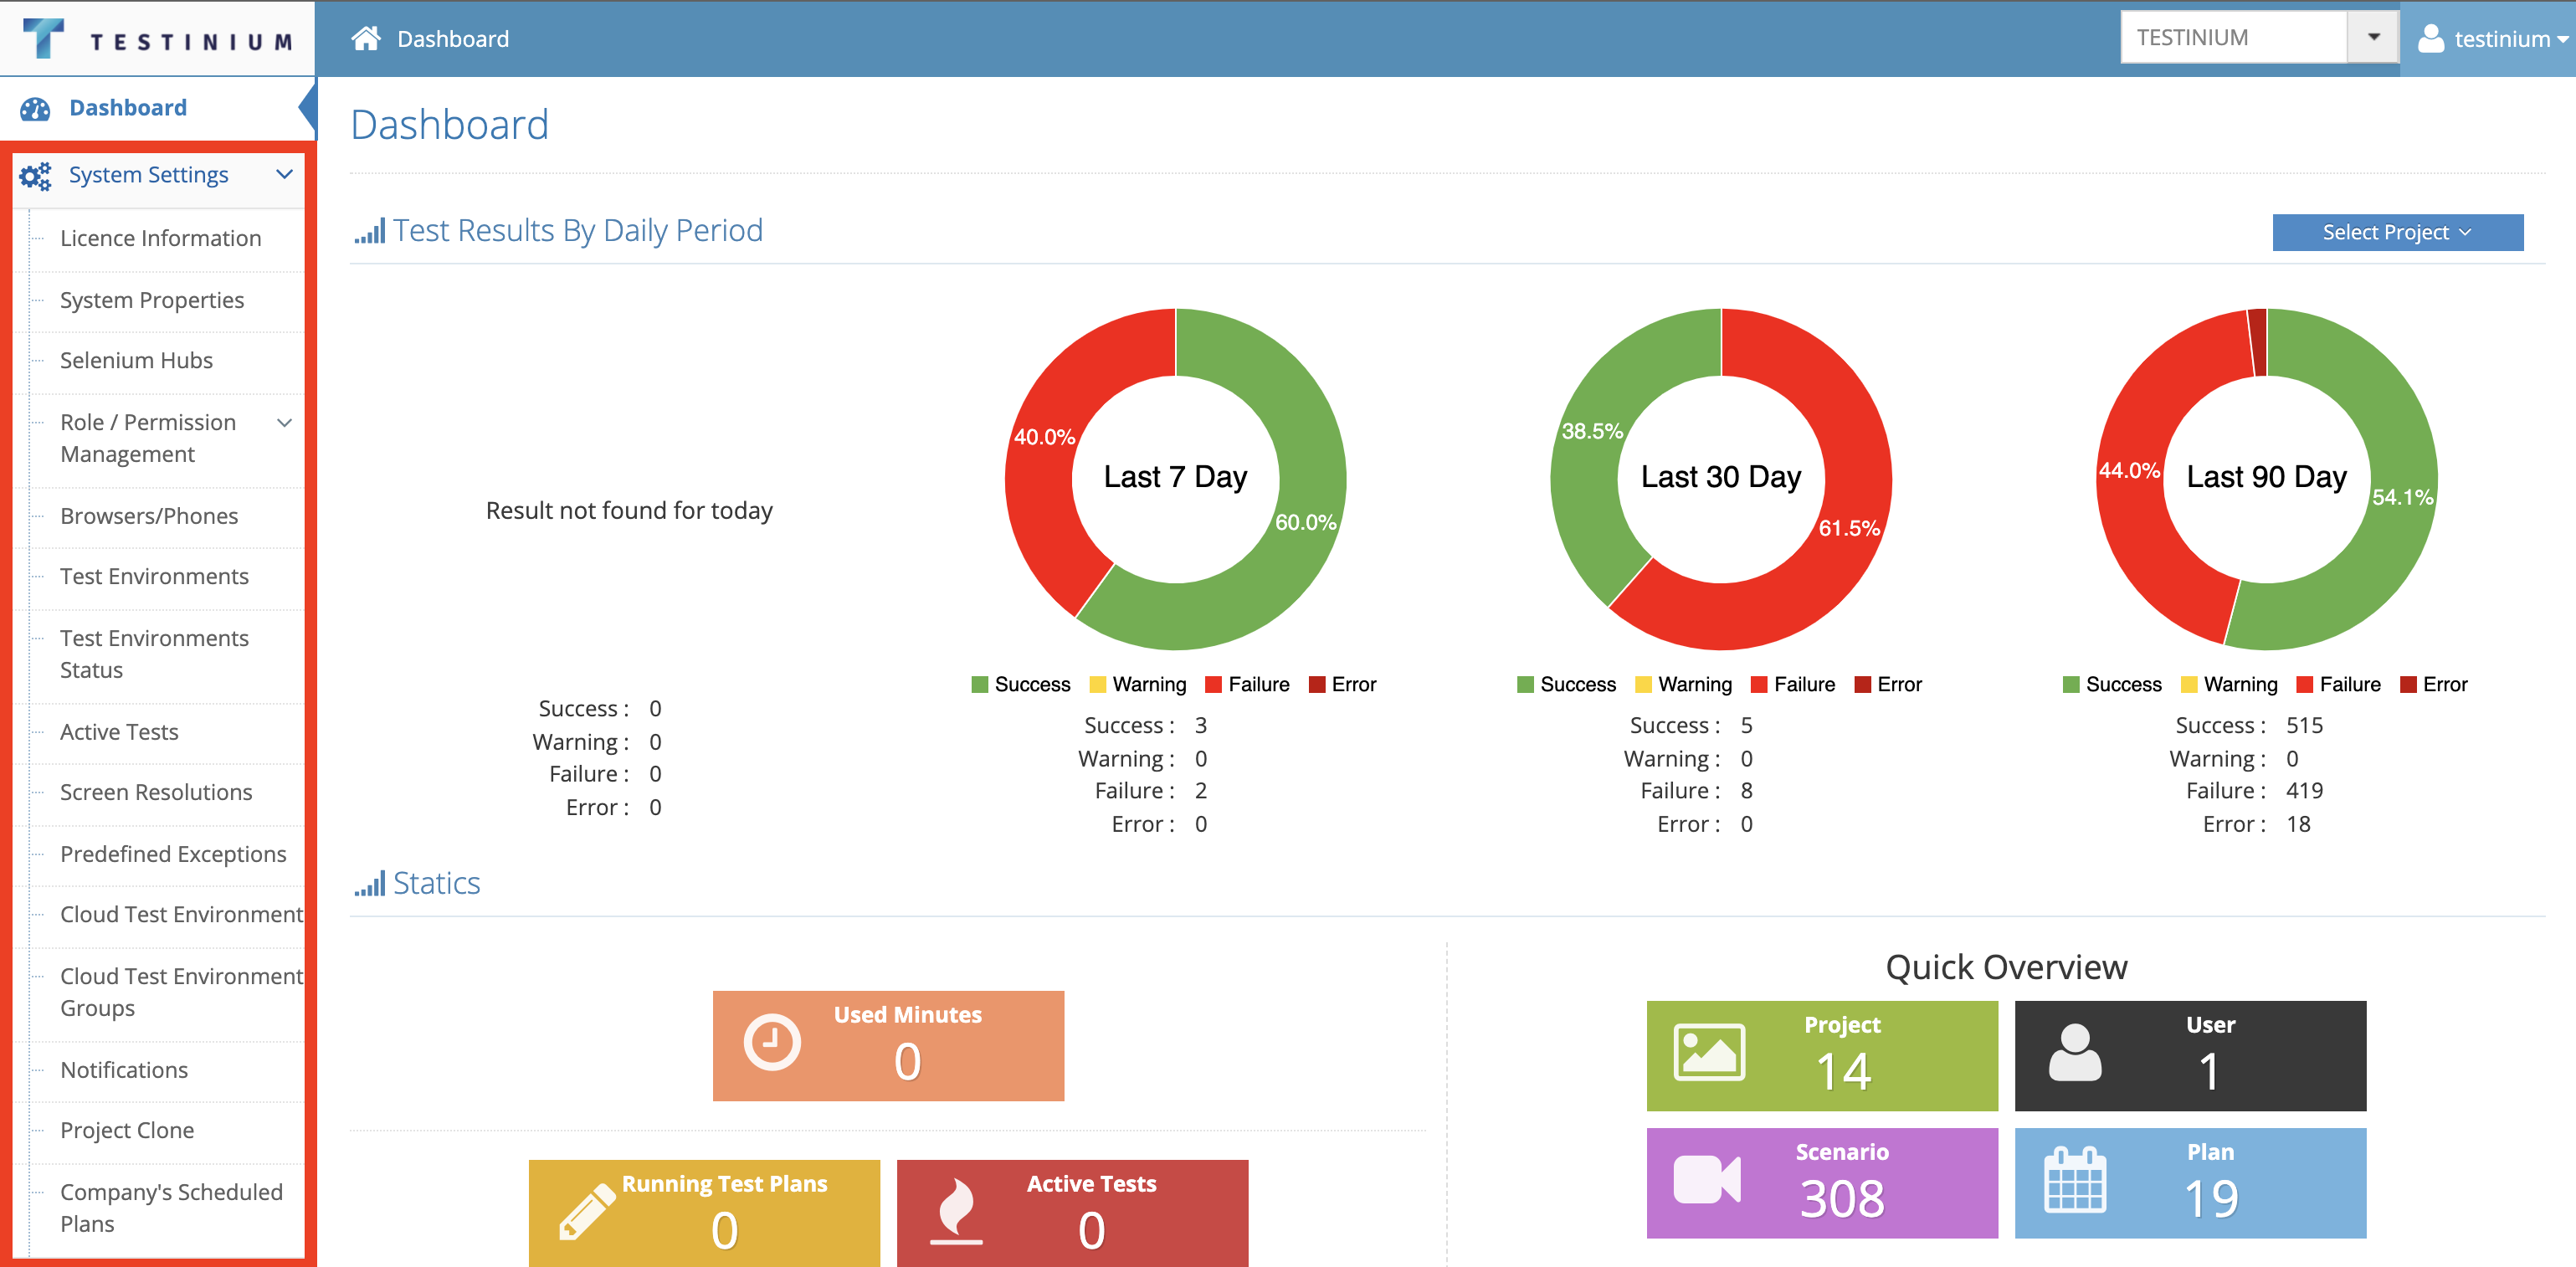 TESTINIUM
Dashboard
TESTINIUM
testinium
Dashboard
System Settings
Licence Information
System Properties
Selenium Hubs
Role / Permission
Management
Browsers/Phones
Test Environments
Test Environments
Status
Active Tests
Screen Resolutions
Predefined Exceptions
Cloud Test Environment
Cloud Test Environment
Groups
Notifications
Project Clone
Company's Scheduled
Plans
Dashboard
Test Results By Daily Period
Select Project
Result not found for today
Success : 0
Warning : 0
Failure : 0
Error : 0
40.0%
Last 7 Day
60.0%
Success Warning Failure Error
Success : 3
Warning : 0
Failure : 2
Error : 0
38.5%
Last 30 Day
61.5%
Success Warning Failure Error
Success : 5
Warning : 0
Failure : 8
Error : 0
44.0%
Last 90 Day
54.1%
Success Warning Failure Error
Success : 515
Warning : 0
Failure : 419
Error : 18
Statics
Used Minutes
0
Running Test Plans
0
Active Tests
0
Quick Overview
Project
14
User
1
Scenario
308
Plan
19